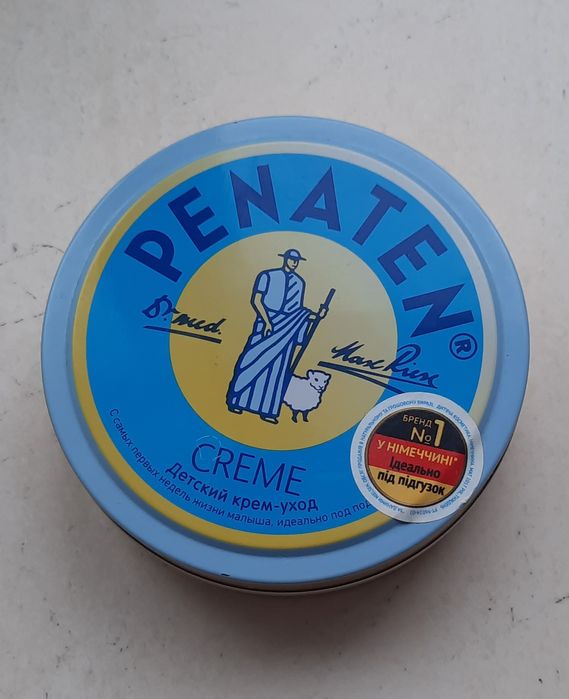 PENATEN®
Dr. med. Max Riese
CREME
детский крем-уход
С самых первых недель жизни малыша, идеально под
БРЕНД
№1
У НІМЕЧЧИНІ*
Ідеально
під підгузок